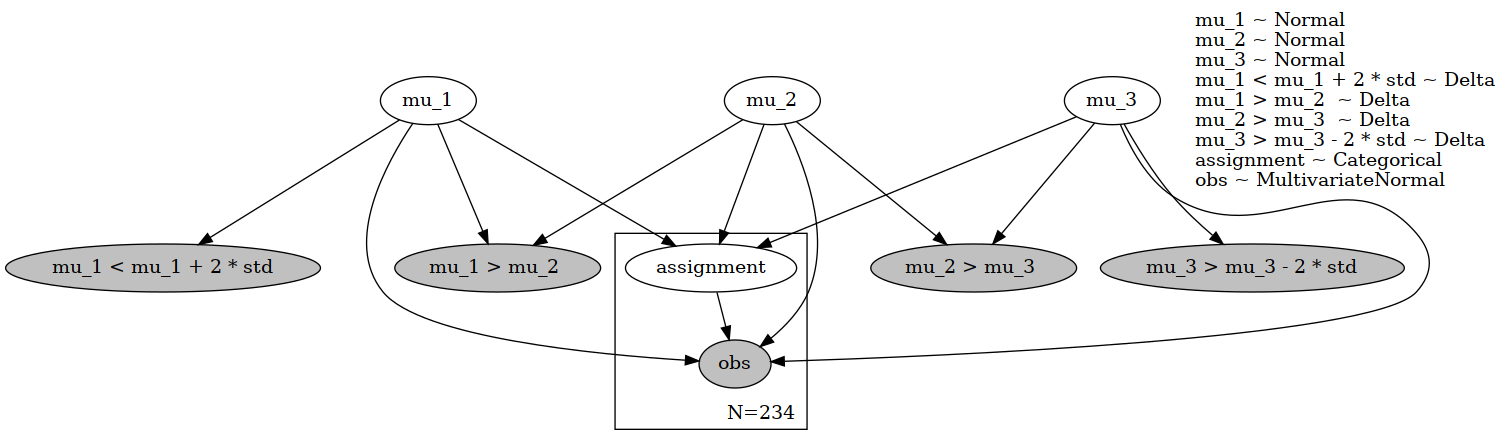 mu_1 ~ Normal
mu_2 ~ Normal
mu_3 ~ Normal
mu_1 < mu_1 + 2 * std ~ Delta
mu_1 > mu_2  ~ Delta
mu_2 > mu_3  ~ Delta
mu_3 > mu_3 - 2 * std ~ Delta
assignment ~ Categorical
obs ~ MultivariateNormal
mu_1
mu_2
mu_3
mu_1 < mu_1 + 2 * std
mu_1 > mu_2
assignment
mu_2 > mu_3
mu_3 > mu_3 - 2 * std
obs
N=234